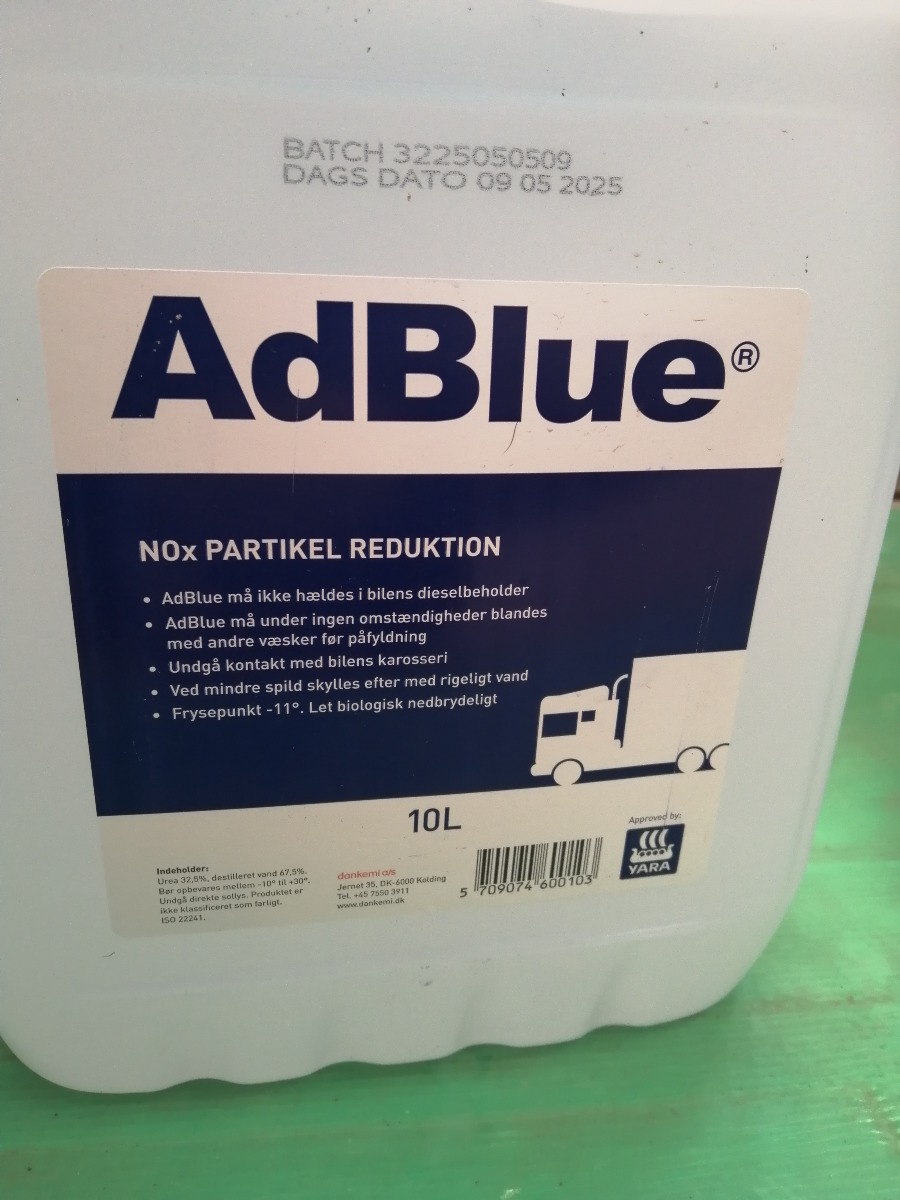 BATCH 3225050509
DAGS DATO 09 05 2025
AdBlue®
NOx PARTIKEL REDUKTION
• AdBlue må ikke hældes i bilens dieselbeholder
• AdBlue må under ingen omstændigheder blandes
med andre væsker før påfyldning
• Undgå kontakt med bilens karosseri
• Ved mindre spild skylles efter med rigeligt vand
• Frysepunkt -11°. Let biologisk nedbrydeligt
10L
Indeholder:
Urea 32,5%, destilleret vand 67,5%.
Bør opbevares mellem -10° til +30°.
Undgå direkte sollys. Produktet er
ikke klassificeret som farligt.
ISO 22241.
dankemi a/s
Jernet 35, DK-6000 Kolding
Tel. +45 7550 3911
www.dankemi.dk
5 709074 600103
Approved by:
YARA